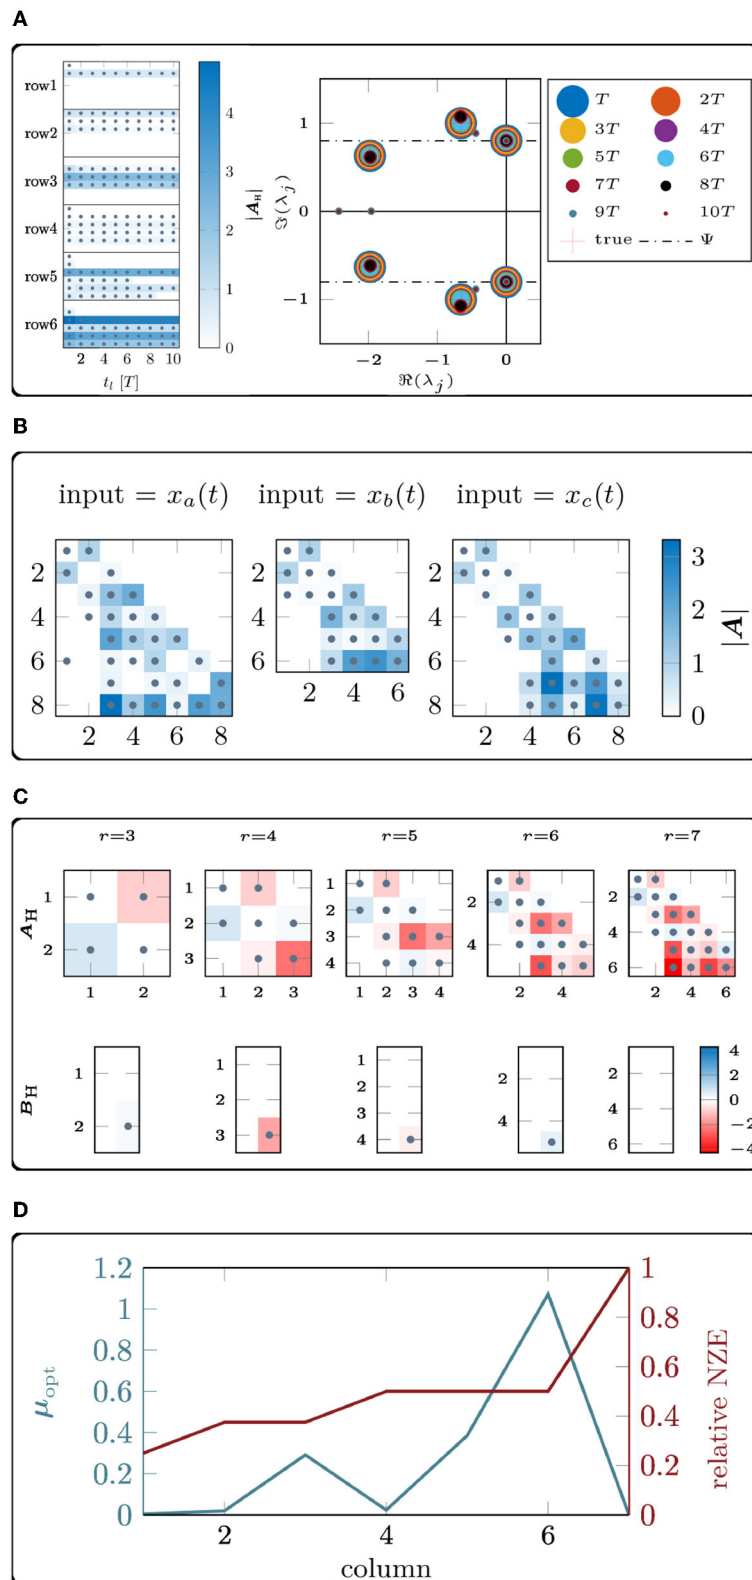 A
row1
row2
row3
row4
row5
row6
2 4 6 8 10
t_l [T]
4
3
2
1
0
|A_H|
1
0
−1
ℑ(λ_j)
−2 −1 0
ℜ(λ_j)
T 2T
3T 4T
5T 6T
7T 8T
9T 10T
true Ψ
B
input = x_a(t) input = x_b(t) input = x_c(t)
2 2 2
4 4 4
6 6 6
8 8
2 4 6 8
2 4 6
2 4 6 8
3
2
1
0
|A|
C
r=3 r=4 r=5 r=6 r=7
A_H
1 2
1 2 3
1 2 3 4
2 4
2 4 6
1 2
1 2 3
1 2 3 4
2 4
2 4 6
B_H
1 2
1 2 3
1 2 3 4
2 4
2 4 6
4
2
0
−2
−4
D
1.2
1
0.8
0.6
0.4
0.2
0
μ_opt
1
0.8
0.6
0.4
0.2
0
relative NZE
2 4 6
column